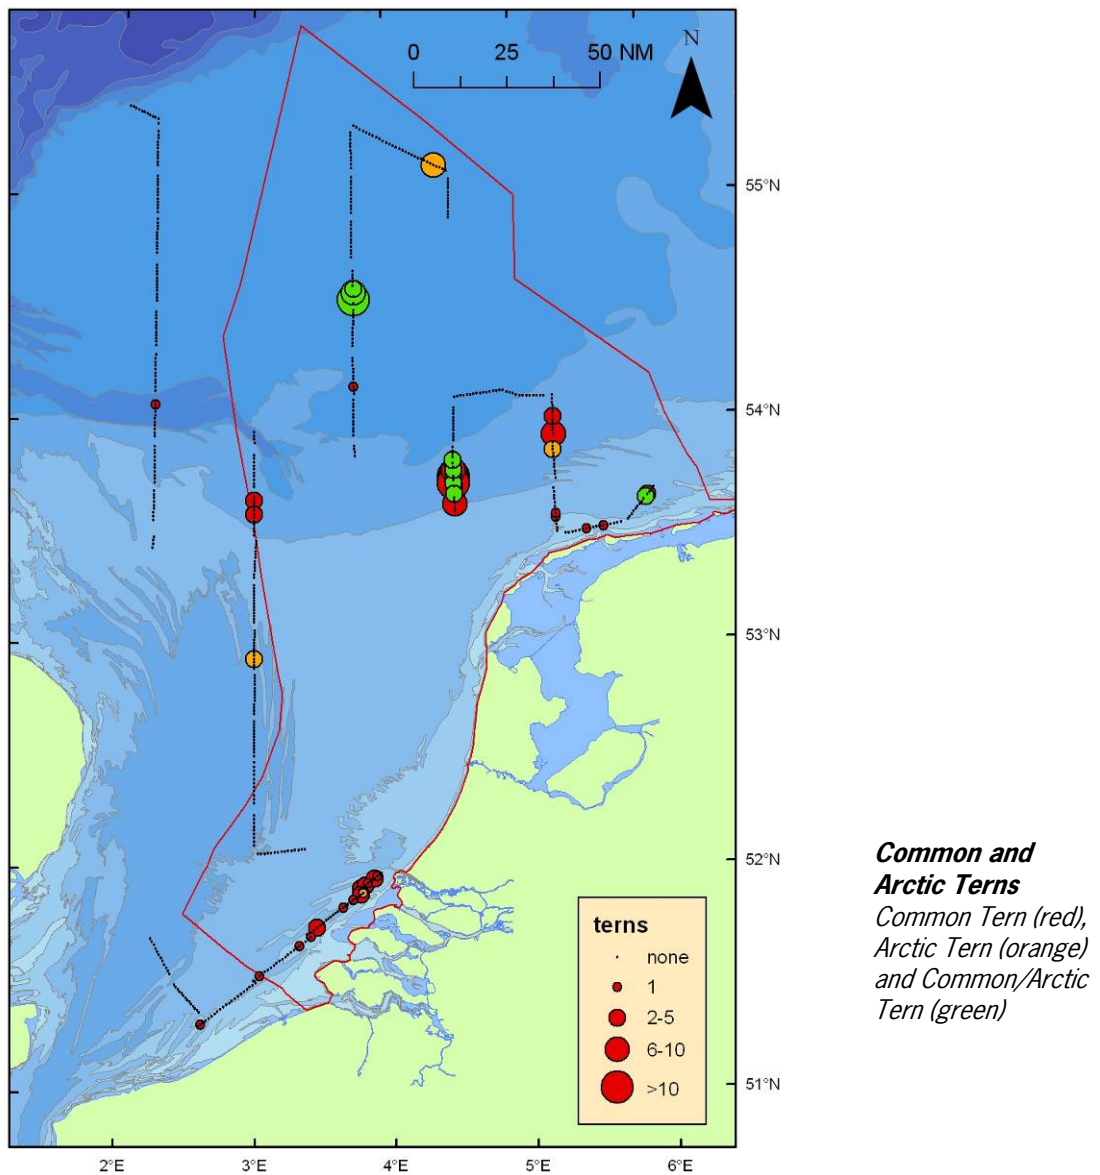 0 25 50 NM
N
55°N
54°N
53°N
52°N
51°N
terns
none
1
2-5
6-10
>10
2°E 3°E 4°E 5°E 6°E
Common and
Arctic Terns
Common Tern (red),
Arctic Tern (orange)
and Common/Arctic
Tern (green)